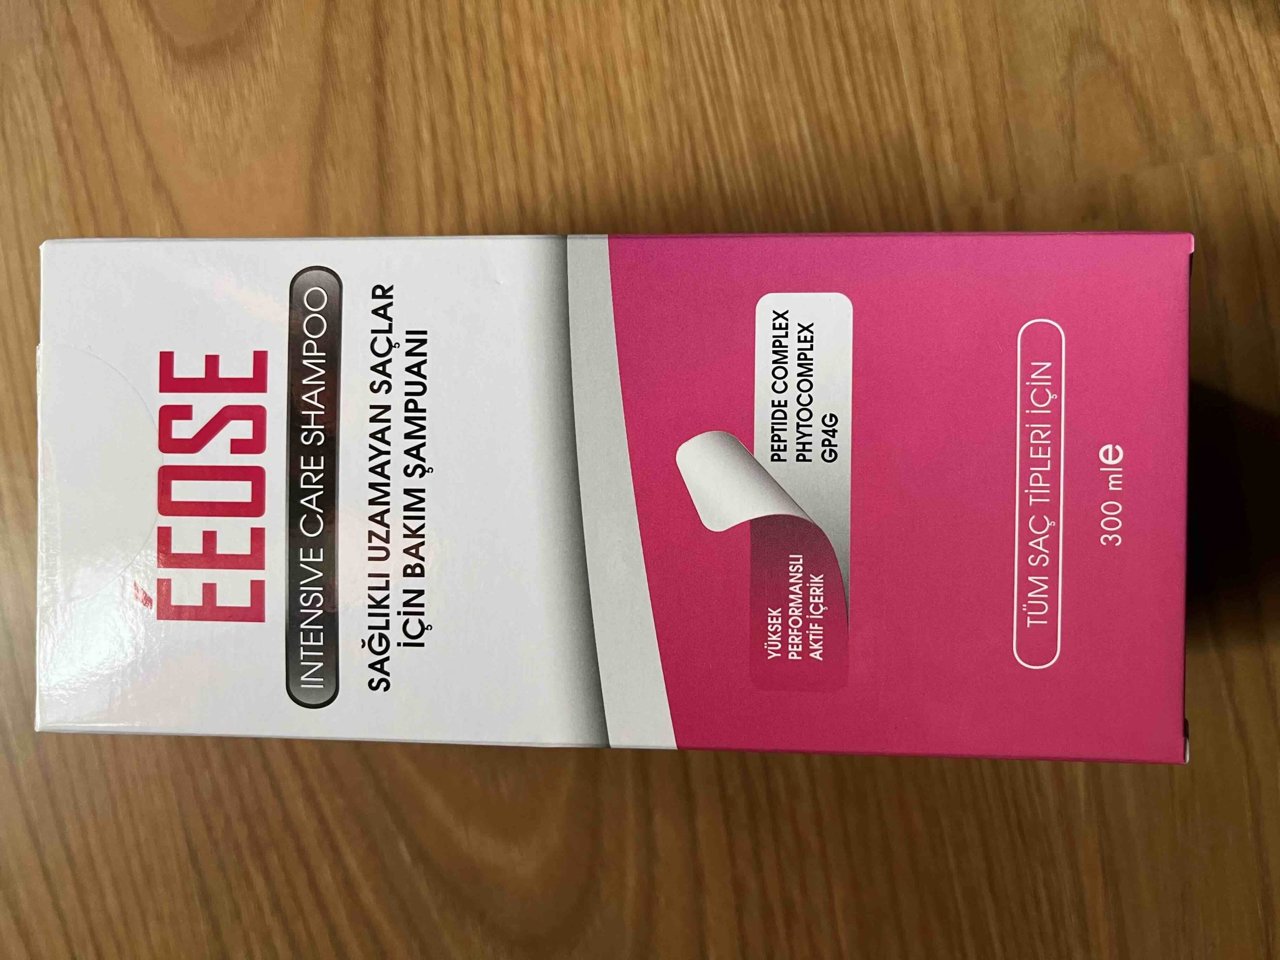 ÉEOSE
INTENSIVE CARE SHAMPOO
SAĞLIKLI UZAMAYAN SAÇLAR
İÇİN BAKIM ŞAMPUANI
YÜKSEK
PERFORMANSLI
AKTİF İÇERİK
PEPTIDE COMPLEX
PHYTOCOMPLEX
GP4G
TÜM SAÇ TİPLERİ İÇİN
300 ml e